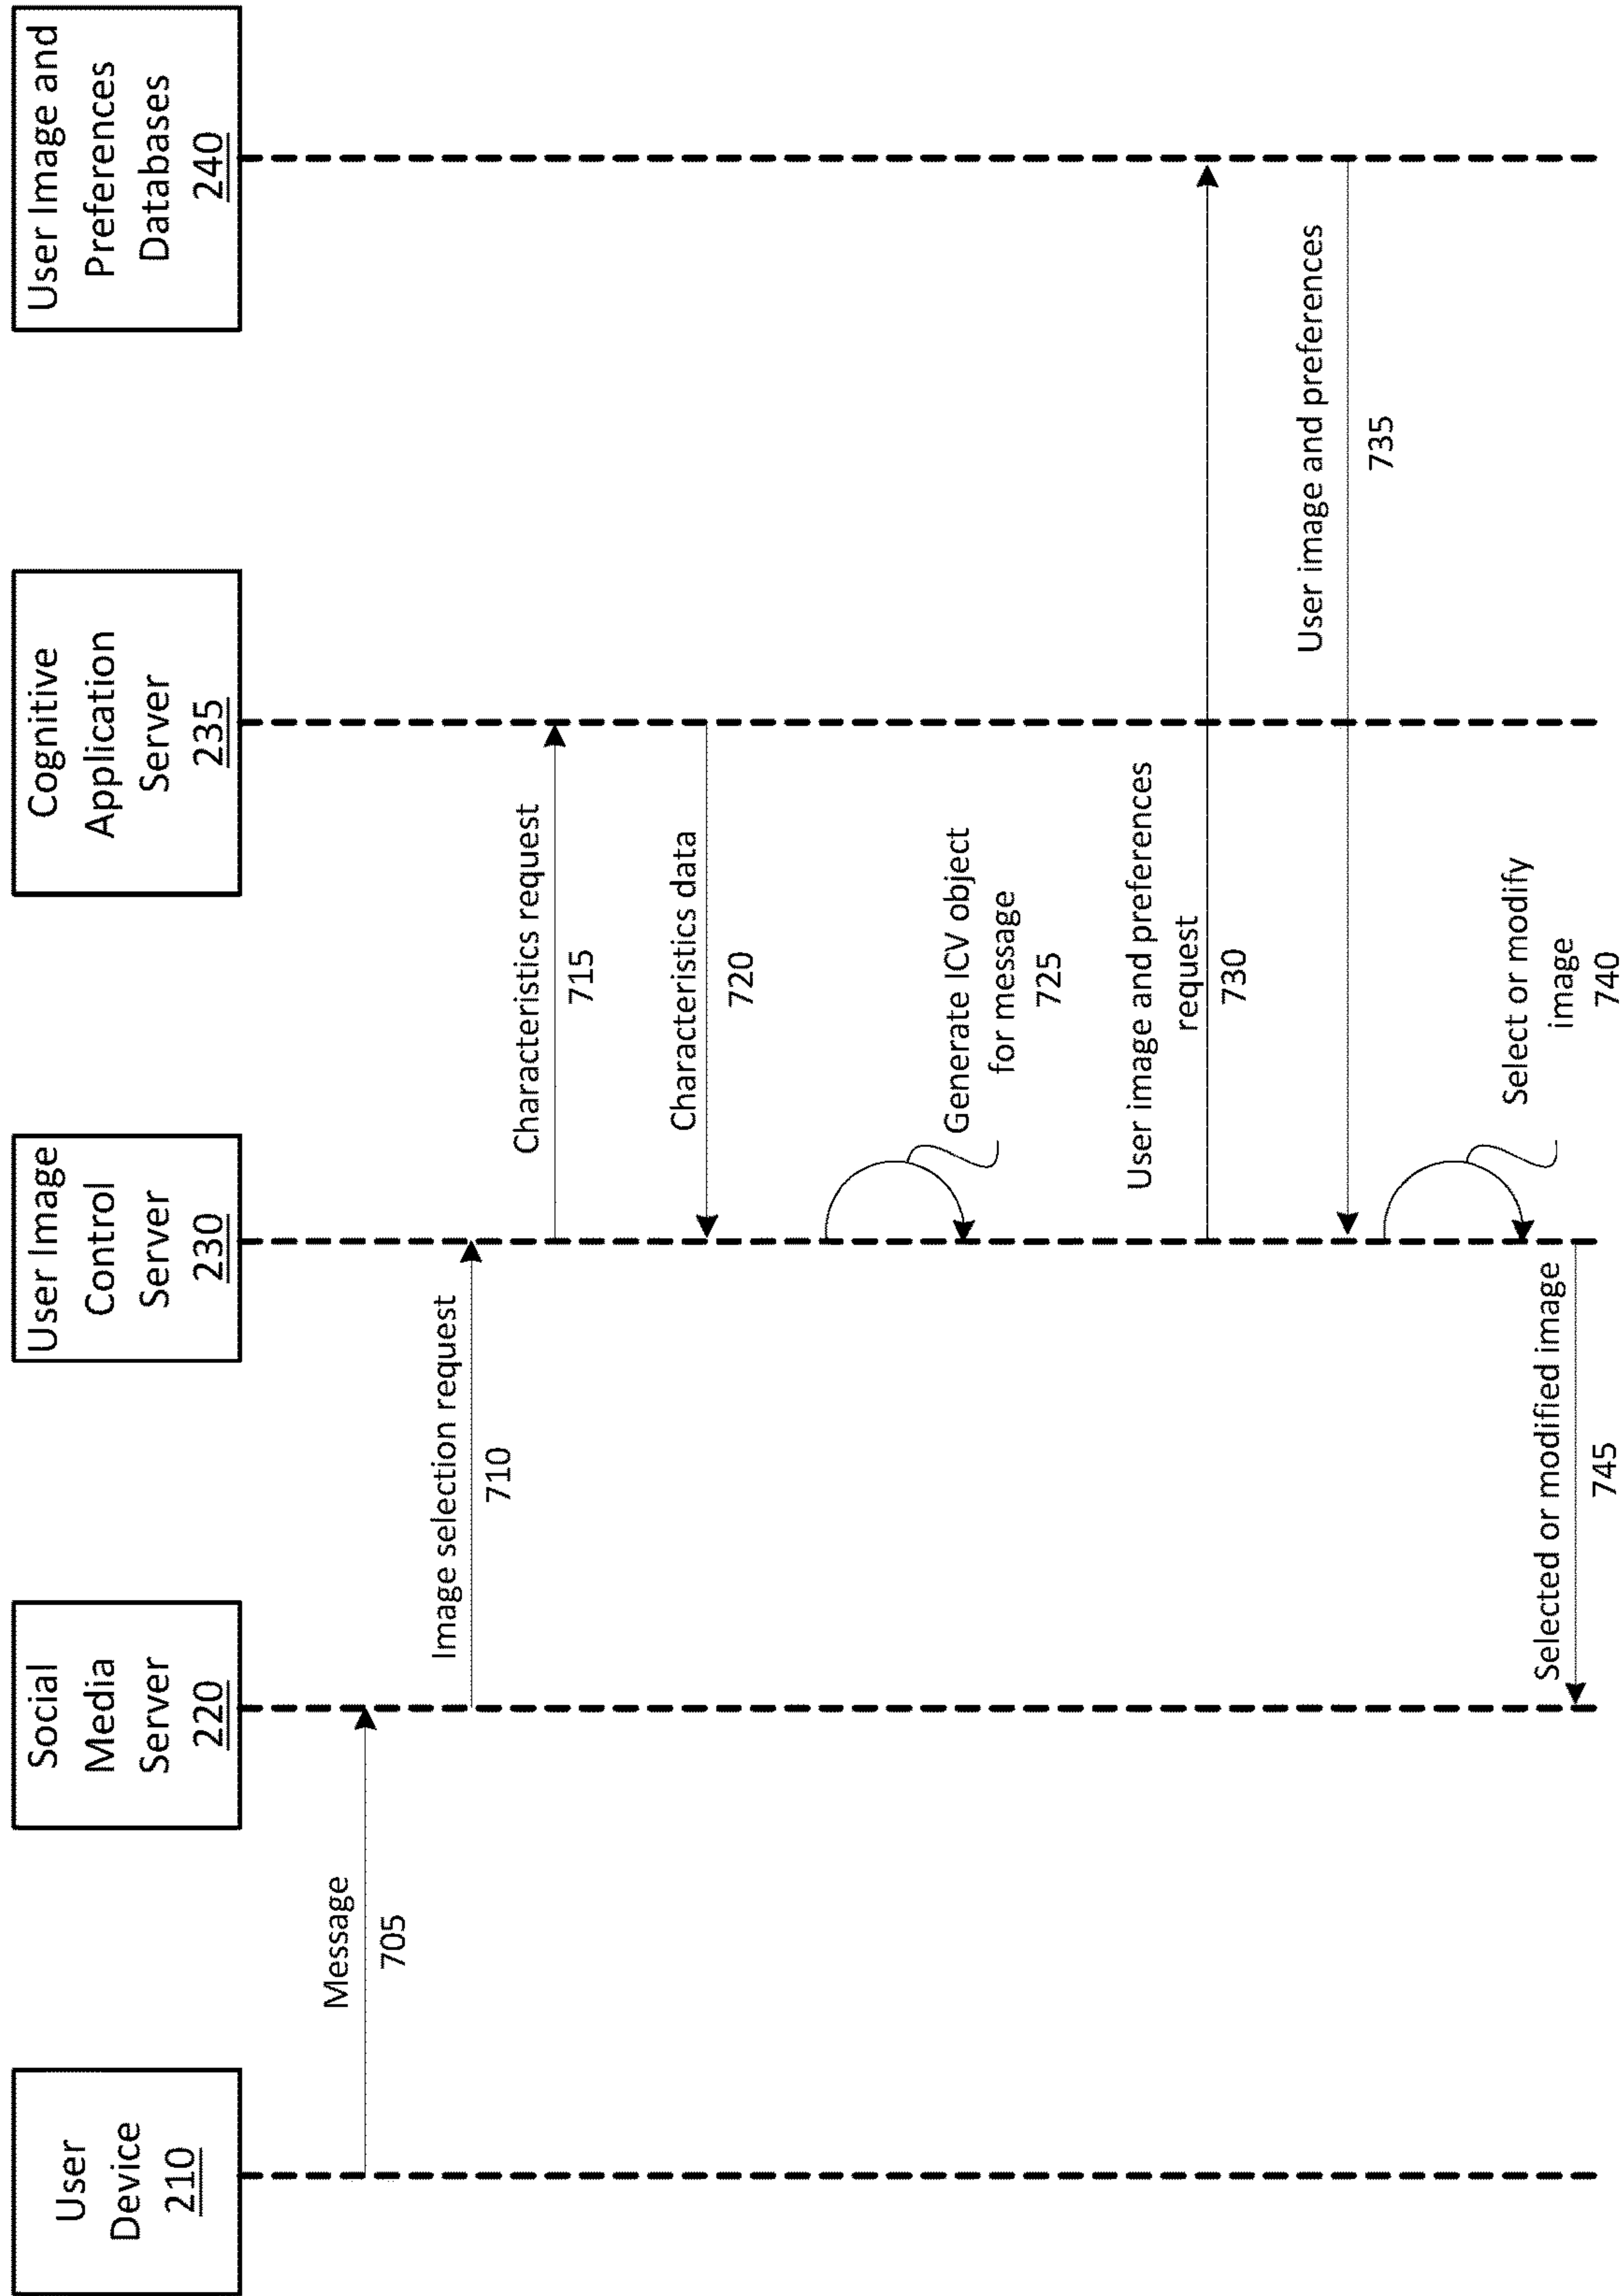 User
Device
210
Social
Media
Server
220
User Image
Control
Server
230
Cognitive
Application
Server
235
User Image and
Preferences
Databases
240
Message
705
Image selection request
710
Characteristics request
715
Characteristics data
720
Generate ICV object
for message
725
User image and preferences
request
730
User image and preferences
735
Select or modify
image
740
Selected or modified image
745